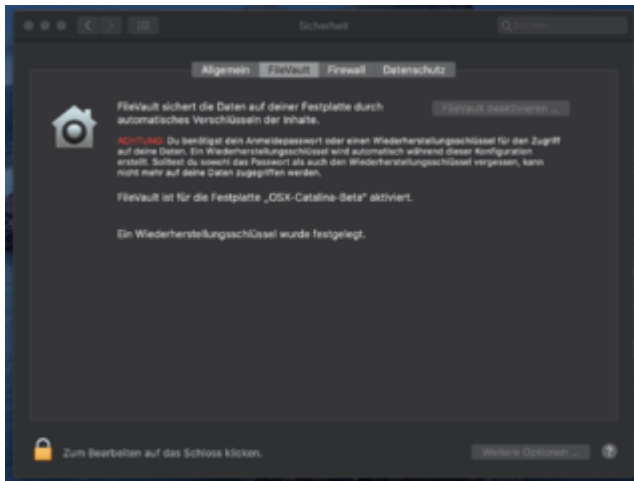 Sicherheit
Suchen
Allgemein FileVault Firewall Datenschutz
FileVault sichert die Daten auf deiner Festplatte durch
automatisches Verschlüsseln der Inhalte.
FileVault deaktivieren ...
ACHTUNG: Du benötigst dein Anmeldepasswort oder einen Wiederherstellungsschlüssel für den Zugriff
auf deine Daten. Ein Wiederherstellungsschlüssel wird automatisch während dieser Konfiguration
erstellt. Solltest du sowohl das Passwort als auch den Wiederherstellungsschlüssel vergessen, kann
nicht mehr auf deine Daten zugegriffen werden.
FileVault ist für die Festplatte „OSX-Catalina-Beta“ aktiviert.
Ein Wiederherstellungsschlüssel wurde festgelegt.
Zum Bearbeiten auf das Schloss klicken.
Weitere Optionen ...
?